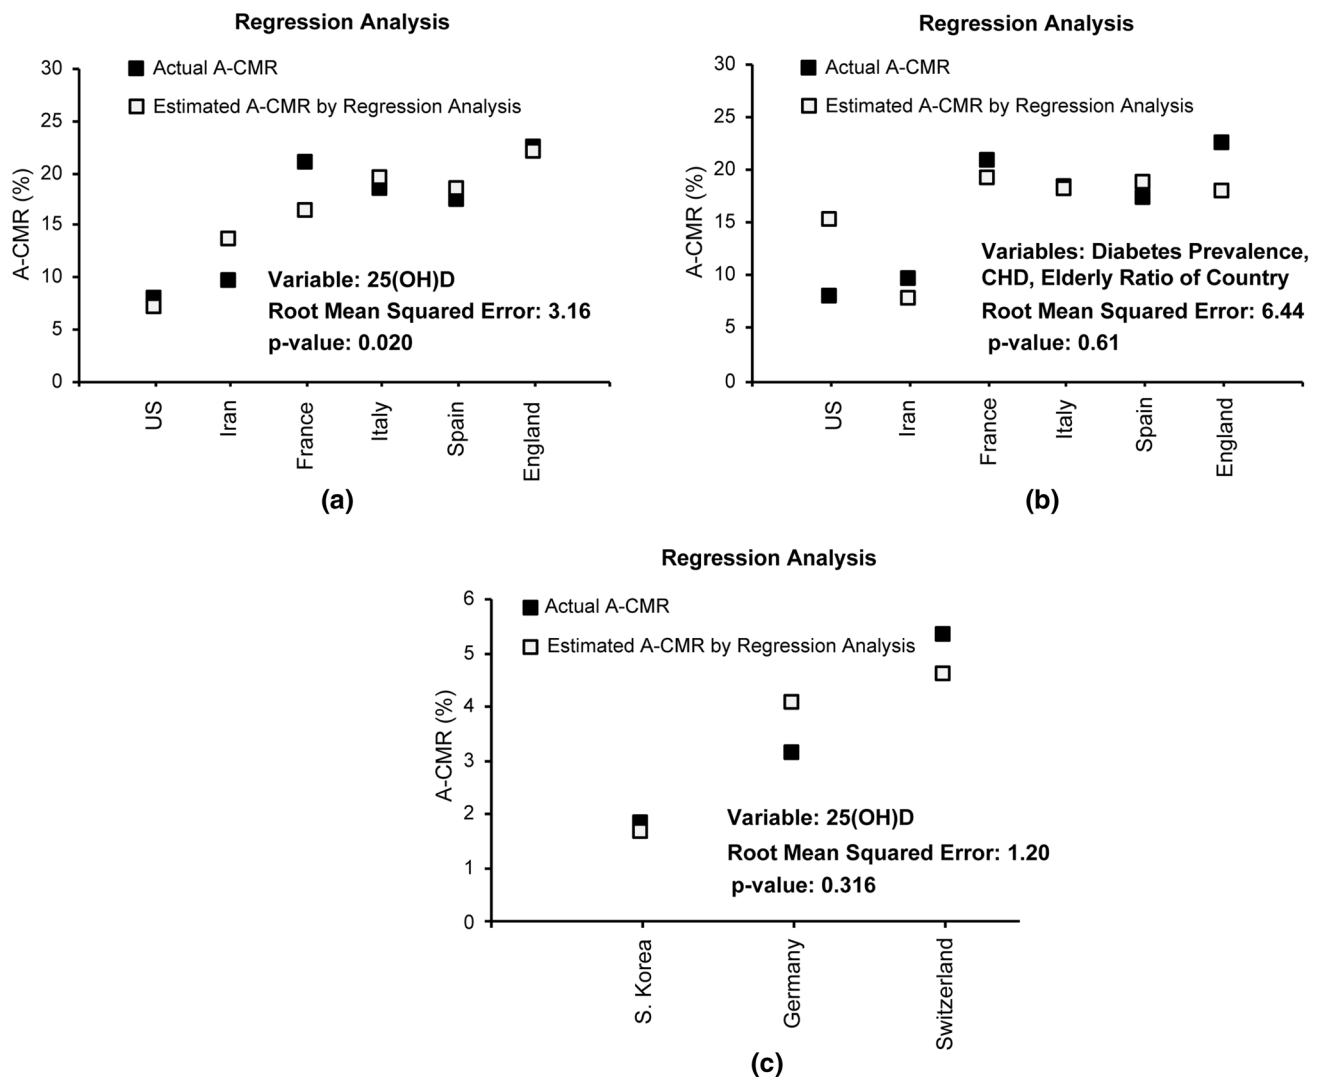 Regression Analysis
Actual A-CMR
Estimated A-CMR by Regression Analysis
A-CMR (%)
30
25
20
15
10
5
0
Variable: 25(OH)D
Root Mean Squared Error: 3.16
p-value: 0.020
US
Iran
France
Italy
Spain
England
(a)
Regression Analysis
Actual A-CMR
Estimated A-CMR by Regression Analysis
A-CMR (%)
30
25
20
15
10
5
0
Variables: Diabetes Prevalence,
CHD, Elderly Ratio of Country
Root Mean Squared Error: 6.44
p-value: 0.61
US
Iran
France
Italy
Spain
England
(b)
Regression Analysis
Actual A-CMR
Estimated A-CMR by Regression Analysis
A-CMR (%)
6
5
4
3
2
1
0
Variable: 25(OH)D
Root Mean Squared Error: 1.20
p-value: 0.316
S. Korea
Germany
Switzerland
(c)